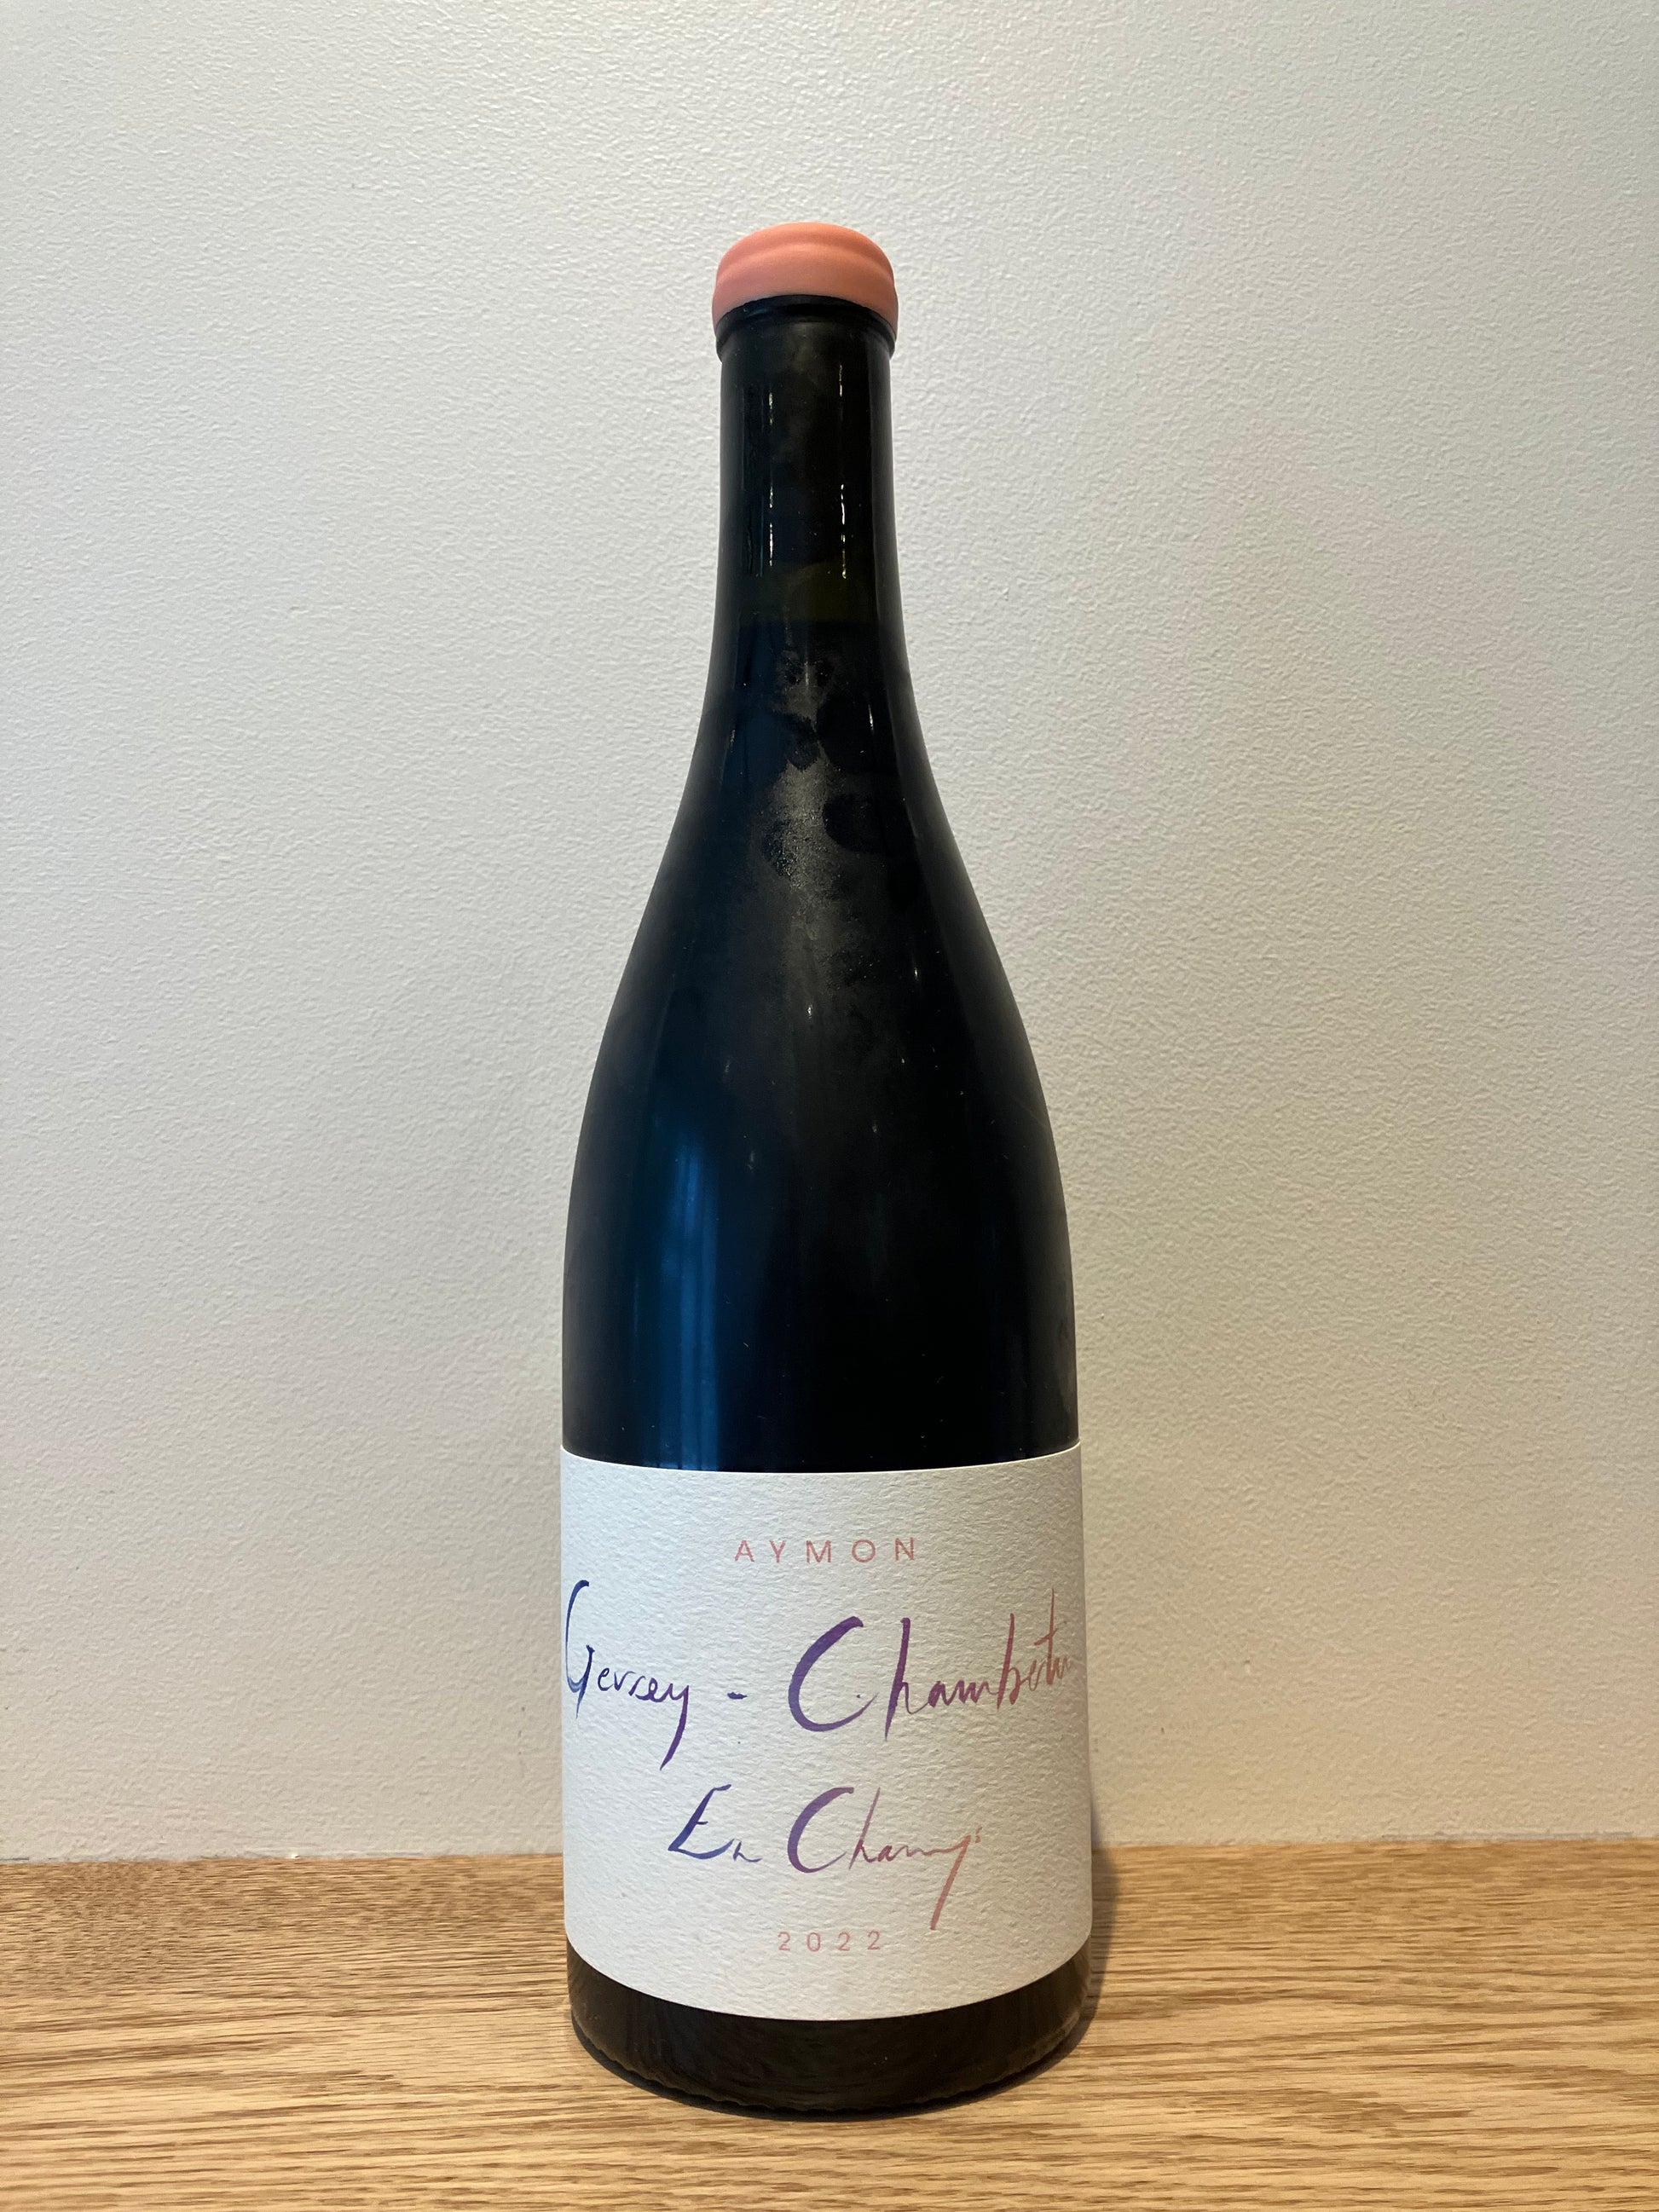 AYMON
Gevrey - Chambertin
En Champs
2022